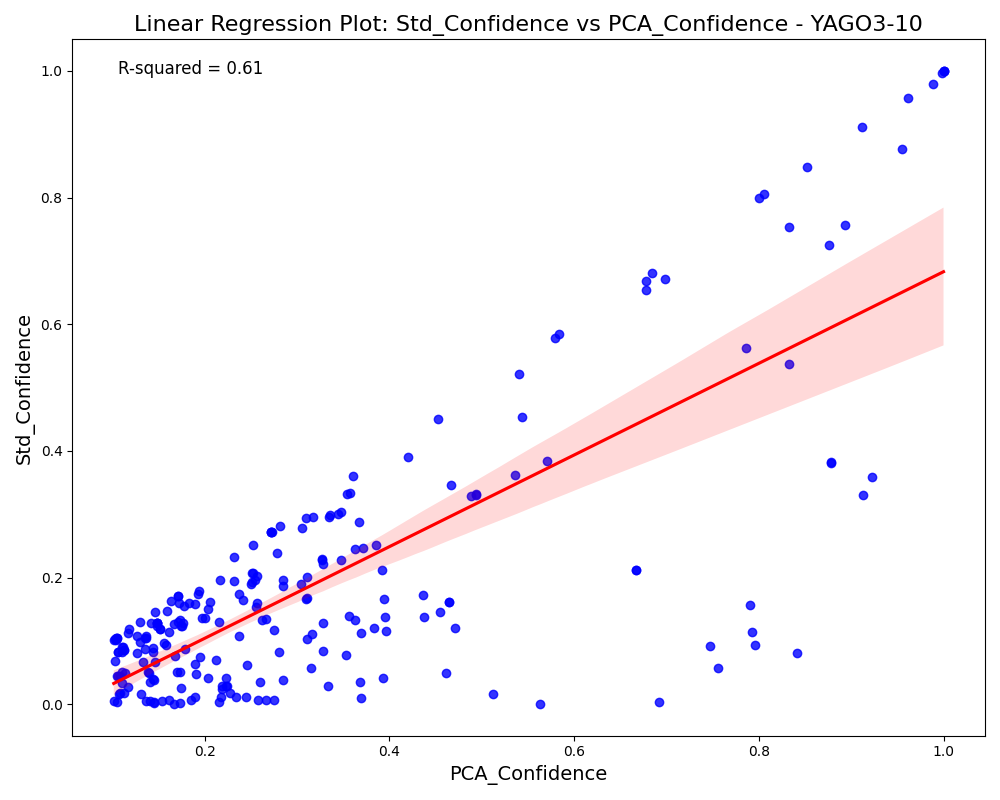 Linear Regression Plot: Std_Confidence vs PCA_Confidence - YAGO3-10
R-squared = 0.61
1.0
0.8
0.6
0.4
0.2
0.0
Std_Confidence
0.2 0.4 0.6 0.8 1.0
PCA_Confidence